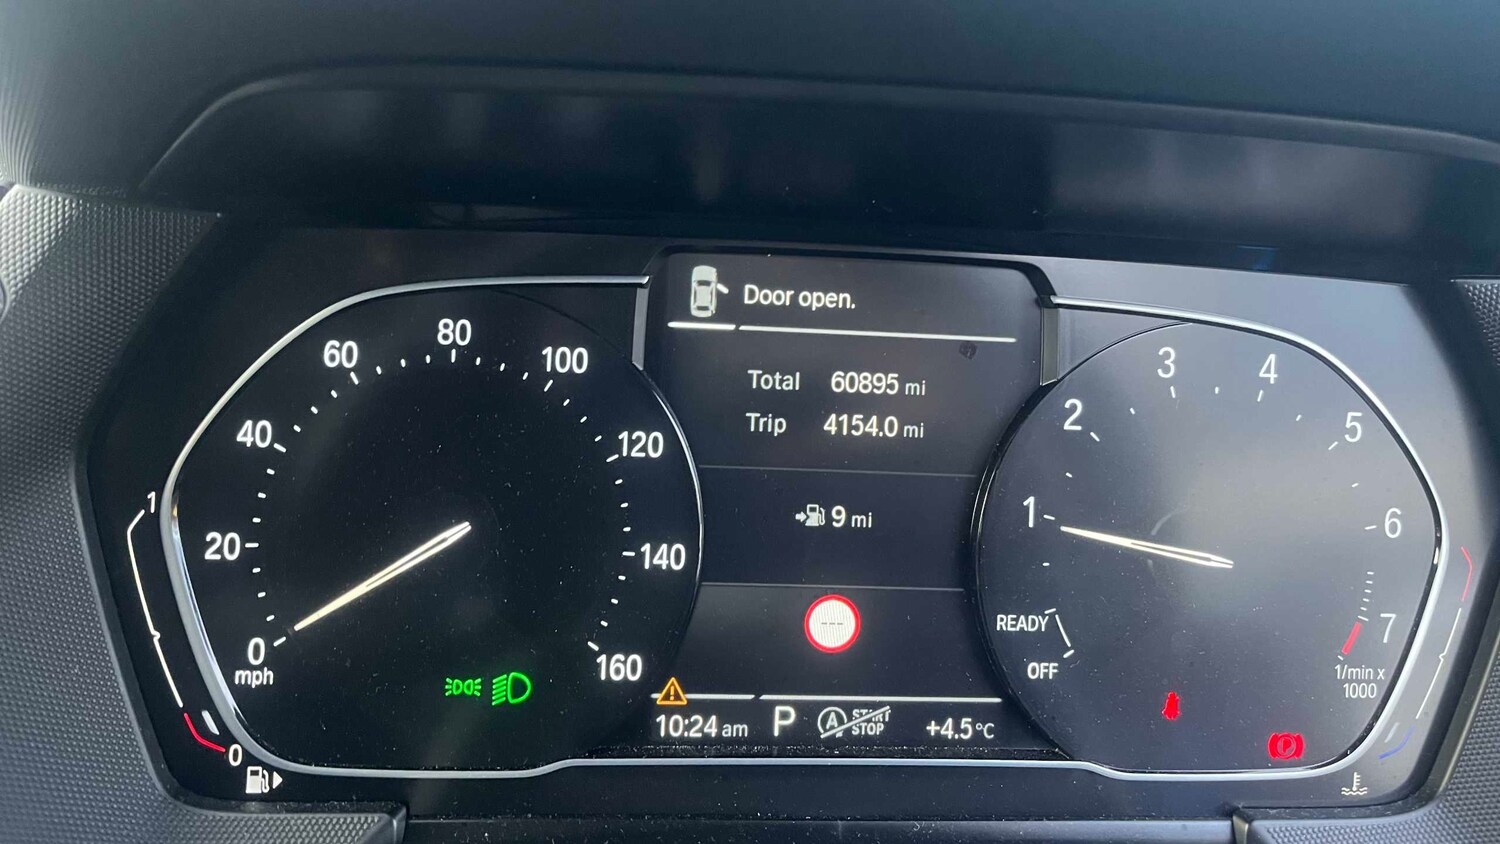 Door open.
Total 60895 mi
Trip 4154.0 mi
9 mi
---
10:24 am P A START STOP +4.5°C
0 20 40 60 80 100 120 140 160
mph
1
0
1 2 3 4 5 6 7
READY
OFF
1/min x
1000
P